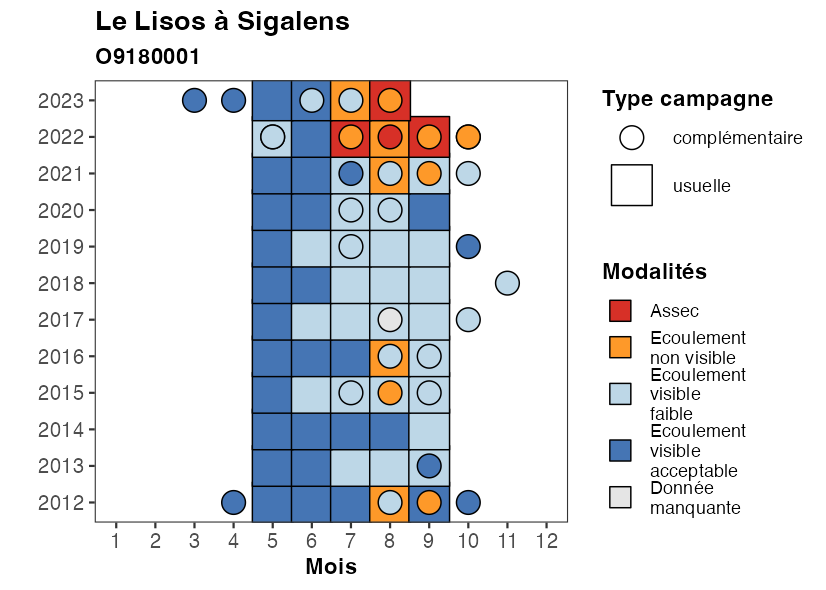 Le Lisos à Sigalens
O9180001
2023
2022
2021
2020
2019
2018
2017
2016
2015
2014
2013
2012
1 2 3 4 5 6 7 8 9 10 11 12
Mois
Type campagne
complémentaire
usuelle
Modalités
Assec
Ecoulement
non visible
Ecoulement
visible
faible
Ecoulement
visible
acceptable
Donnée
manquante